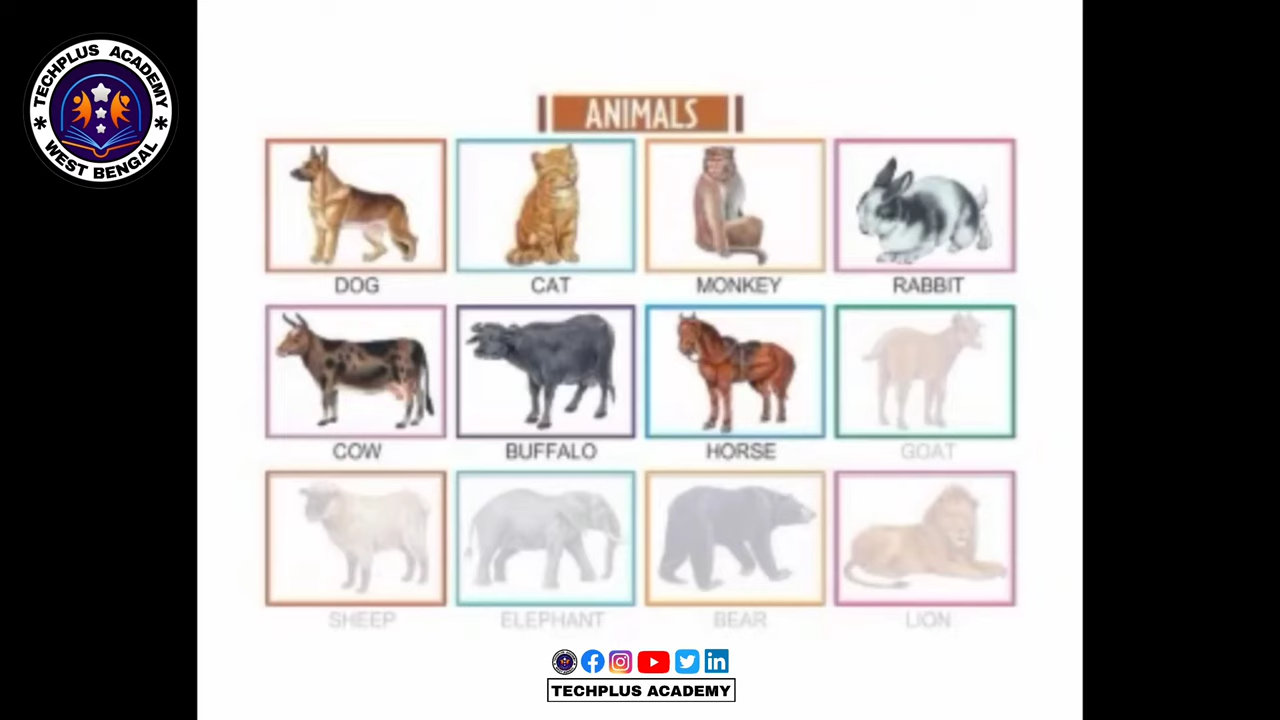 TECHPLUS ACADEMY
* *
WEST BENGAL
ANIMALS
DOG CAT MONKEY RABBIT
COW BUFFALO HORSE GOAT
SHEEP ELEPHANT BEAR LION
in
TECHPLUS ACADEMY